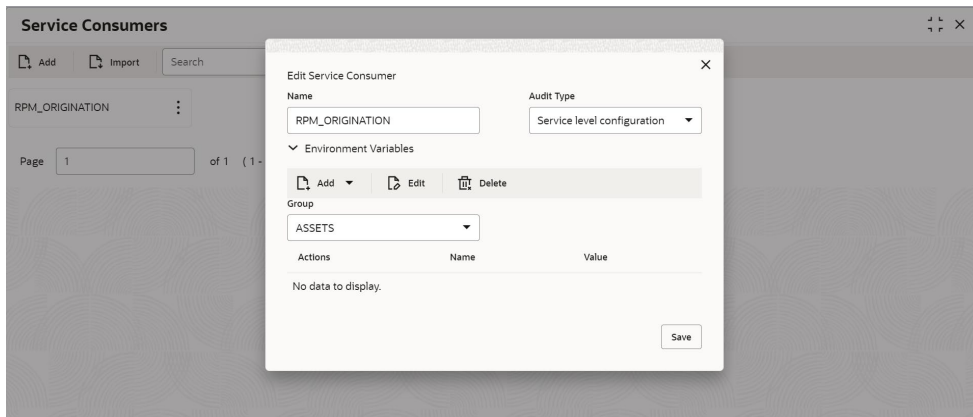 Service Consumers
Add Import Search
RPM_ORIGINATION
Page 1 of 1 (1 -
Edit Service Consumer
Name Audit Type
RPM_ORIGINATION Service level configuration
Environment Variables
Add Edit Delete
Group
ASSETS
Actions Name Value
No data to display.
Save